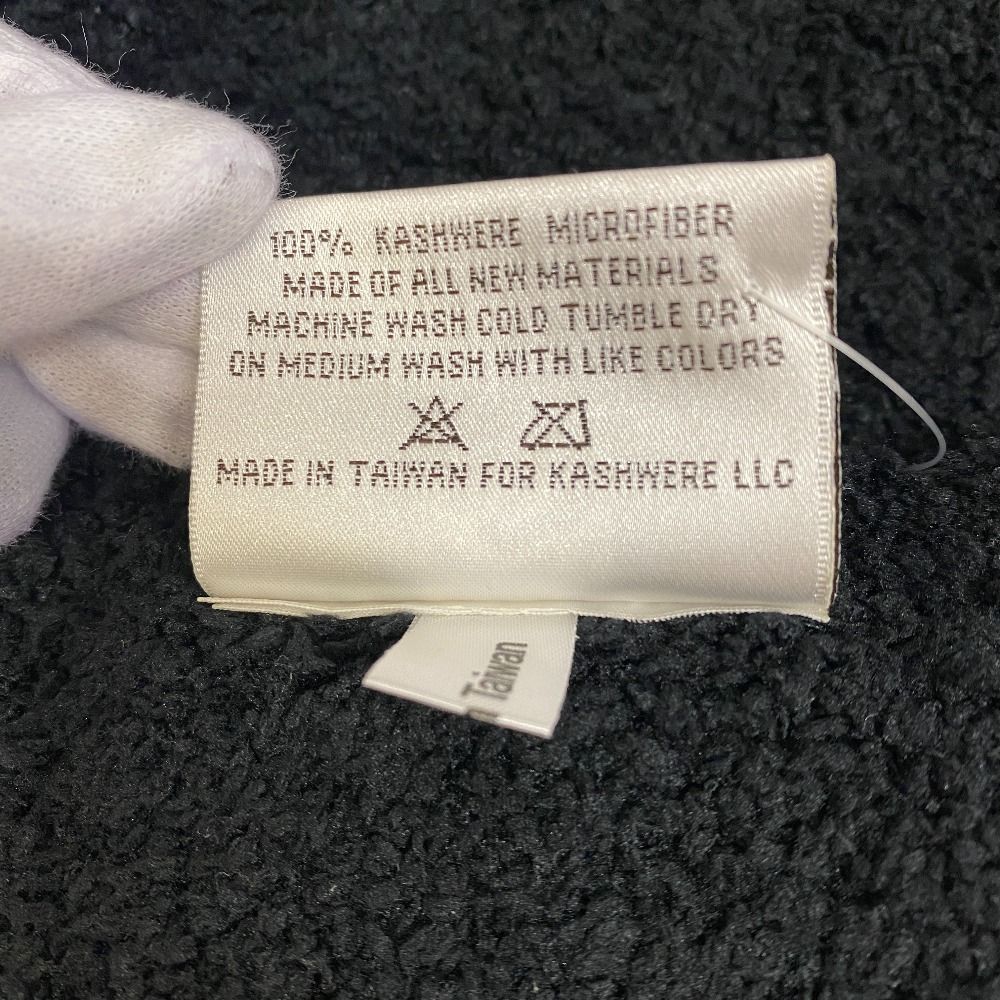 100% KASHWERE MICROFIBER
MADE OF ALL NEW MATERIALS
MACHINE WASH COLD TUMBLE DRY
ON MEDIUM WASH WITH LIKE COLORS
MADE IN TAIWAN FOR KASHWERE LLC
n Taiwan